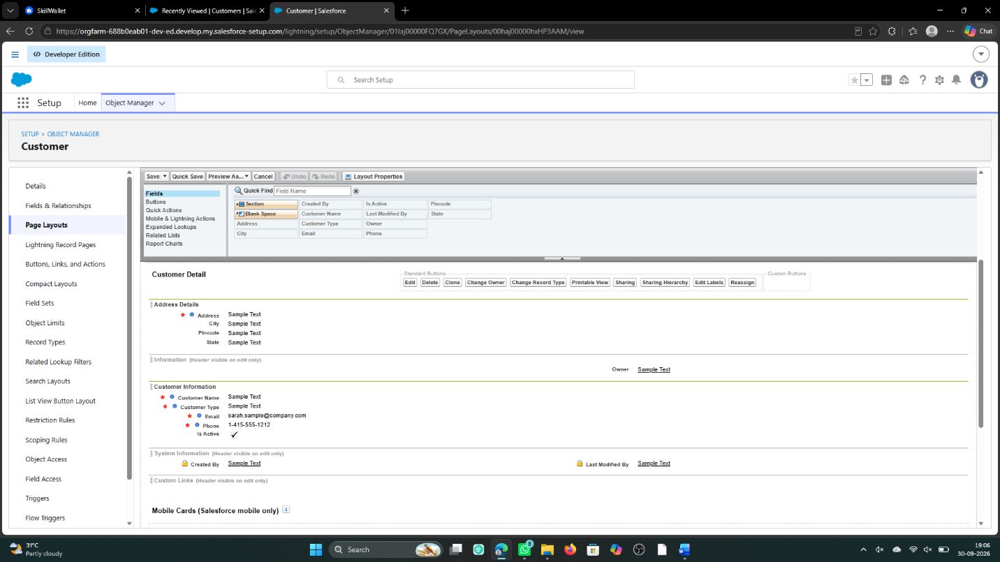 SkillWallet
Recently Viewed | Customers | Sale
Customer | Salesforce
https://orgfarm-688b0eab01-dev-ed.develop.my.salesforce-setup.com/lightning/setup/ObjectManager/01Iaj00000FQ7GX/PageLayouts/00haj00000hxHP3AAM/view
Chat
Developer Edition
Search Setup
Setup
Home
Object Manager
SETUP > OBJECT MANAGER
Customer
Details
Fields & Relationships
Page Layouts
Lightning Record Pages
Buttons, Links, and Actions
Compact Layouts
Field Sets
Object Limits
Record Types
Related Lookup Filters
Search Layouts
List View Button Layout
Restriction Rules
Scoping Rules
Object Access
Field Access
Triggers
Flow Triggers
Save Quick Save Preview As... Cancel Undo Redo Layout Properties
Fields
Buttons
Quick Actions
Mobile & Lightning Actions
Expanded Lookups
Related Lists
Report Charts
Quick Find Field Name
Section Created By Is Active Pincode
Blank Space Customer Name Last Modified By State
Address Customer Type Owner
City Email Phone
Customer Detail
Standard Buttons
Edit Delete Clone Change Owner Change Record Type Printable View Sharing Sharing Hierarchy Edit Labels Reassign
Custom Buttons
Address Details
* Address Sample Text
City Sample Text
Pincode Sample Text
State Sample Text
Information (Header visible on edit only)
Owner Sample Text
Customer Information
* Customer Name Sample Text
* Customer Type Sample Text
* Email sarah.sample@company.com
* Phone 1-415-555-1212
Is Active ✓
System Information (Header visible on edit only)
Created By Sample Text Last Modified By Sample Text
Custom Links (Header visible on edit only)
Mobile Cards (Salesforce mobile only) i
31°C
Partly cloudy
Search
8
19:06
30-09-2026